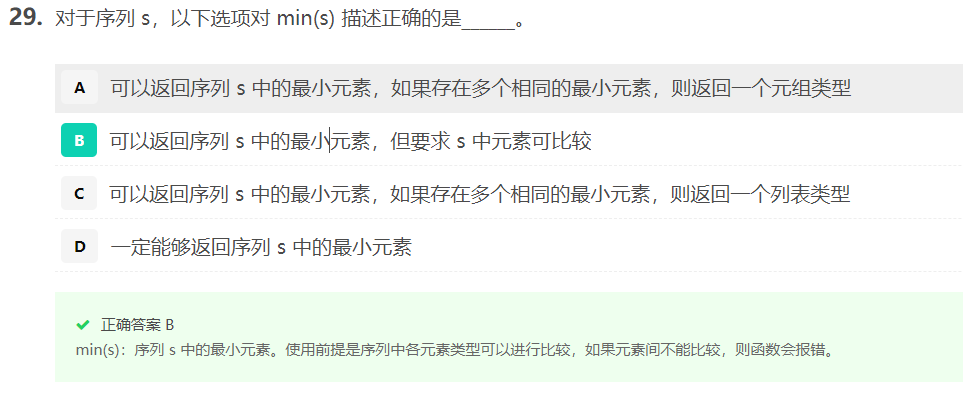 29. 对于序列 s，以下选项对 min(s) 描述正确的是______。
A 可以返回序列 s 中的最小元素，如果存在多个相同的最小元素，则返回一个元组类型
B 可以返回序列 s 中的最小元素，但要求 s 中元素可比较
C 可以返回序列 s 中的最小元素，如果存在多个相同的最小元素，则返回一个列表类型
D 一定能够返回序列 s 中的最小元素
正确答案 B
min(s)：序列 s 中的最小元素。使用前提是序列中各元素类型可以进行比较，如果元素间不能比较，则函数会报错。